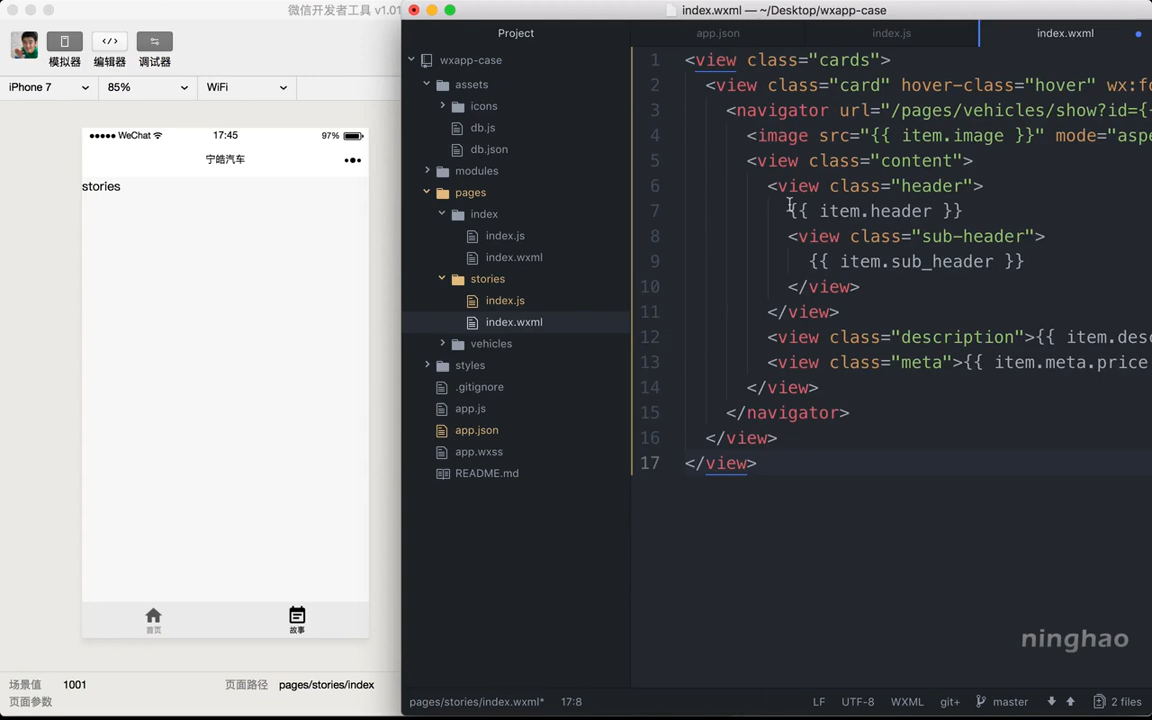 微信开发者工具 v1.01
模拟器
编辑器
调试器
iPhone 7
85%
WiFi
WeChat
17:45
97%
宁皓汽车
stories
首页
故事
场景值
1001
页面路径
pages/stories/index
页面参数
index.wxml — ~/Desktop/wxapp-case
Project
app.json
index.js
index.wxml
wxapp-case
assets
icons
db.js
db.json
modules
pages
index
index.js
index.wxml
stories
index.js
index.wxml
vehicles
styles
.gitignore
app.js
app.json
app.wxss
README.md
1 <view class="cards">
2 <view class="card" hover-class="hover" wx:fo
3 <navigator url="/pages/vehicles/show?id={{
4 <image src="{{ item.image }}" mode="aspe
5 <view class="content">
6 <view class="header">
7 {{ item.header }}
8 <view class="sub-header">
9 {{ item.sub_header }}
10 </view>
11 </view>
12 <view class="description">{{ item.desc
13 <view class="meta">{{ item.meta.price
14 </view>
15 </navigator>
16 </view>
17 </view>
ninghao
pages/stories/index.wxml*
17:8
LF
UTF-8
WXML
git+
master
2 files